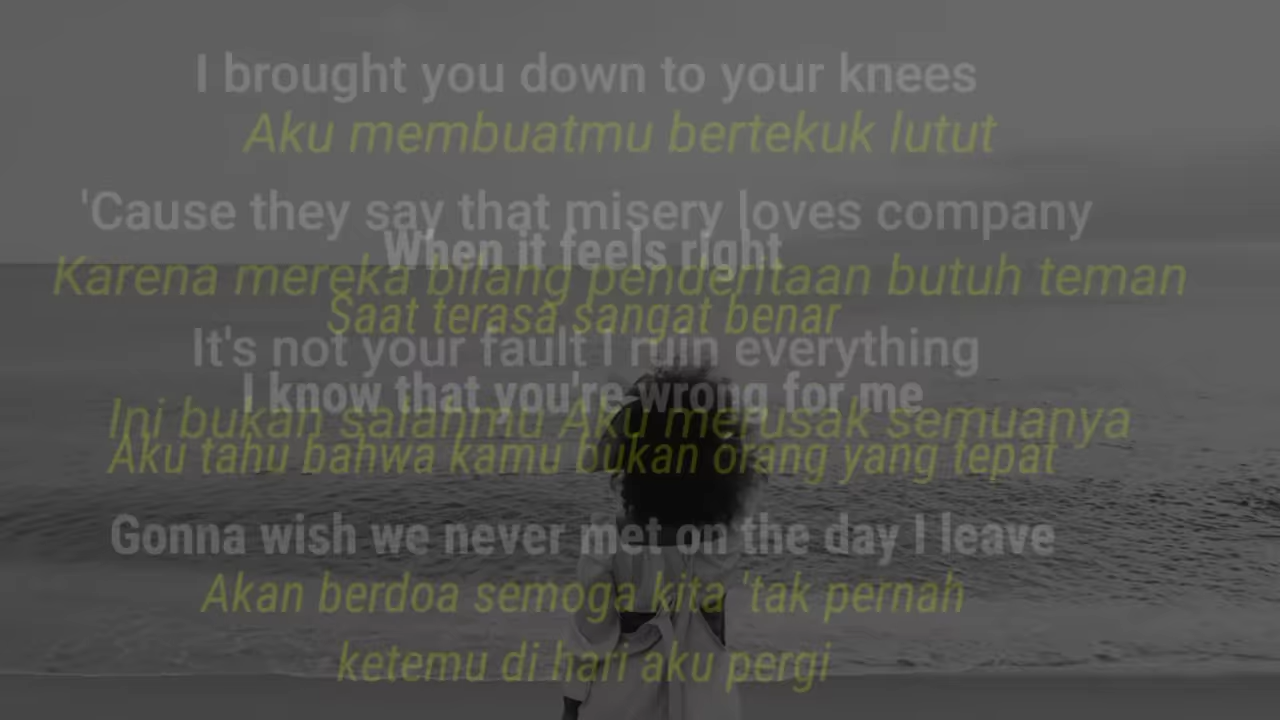 I brought you down to your knees
Aku membuatmu bertekuk lutut
'Cause they say that misery loves company
When it feels right
Karena mereka bilang penderitaan butuh teman
Saat terasa sangat benar
It's not your fault I ruin everything
I know that you're wrong for me
Ini bukan salahmu Aku merusak semuanya
Aku tahu bahwa kamu bukan orang yang tepat
Gonna wish we never met on the day I leave
Akan berdoa semoga kita 'tak pernah
ketemu di hari aku pergi